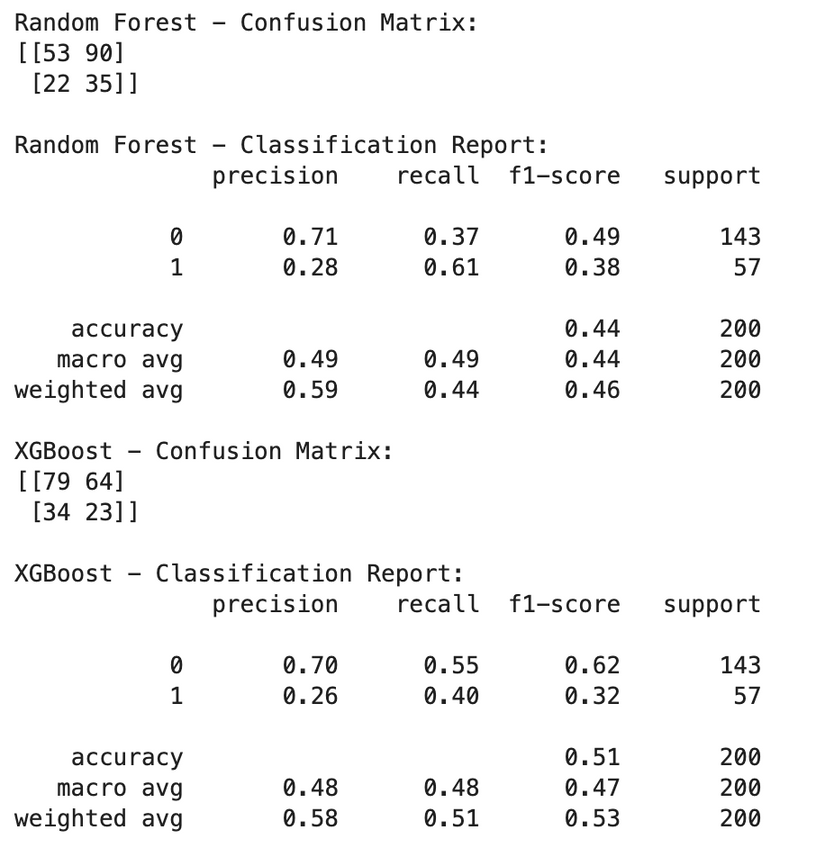 Random Forest – Confusion Matrix:
[[53 90]
 [22 35]]
Random Forest – Classification Report:
              precision    recall  f1-score   support
           0       0.71      0.37      0.49       143
           1       0.28      0.61      0.38        57
    accuracy                           0.44       200
   macro avg       0.49      0.49      0.44       200
weighted avg       0.59      0.44      0.46       200
XGBoost – Confusion Matrix:
[[79 64]
 [34 23]]
XGBoost – Classification Report:
              precision    recall  f1-score   support
           0       0.70      0.55      0.62       143
           1       0.26      0.40      0.32        57
    accuracy                           0.51       200
   macro avg       0.48      0.48      0.47       200
weighted avg       0.58      0.51      0.53       200